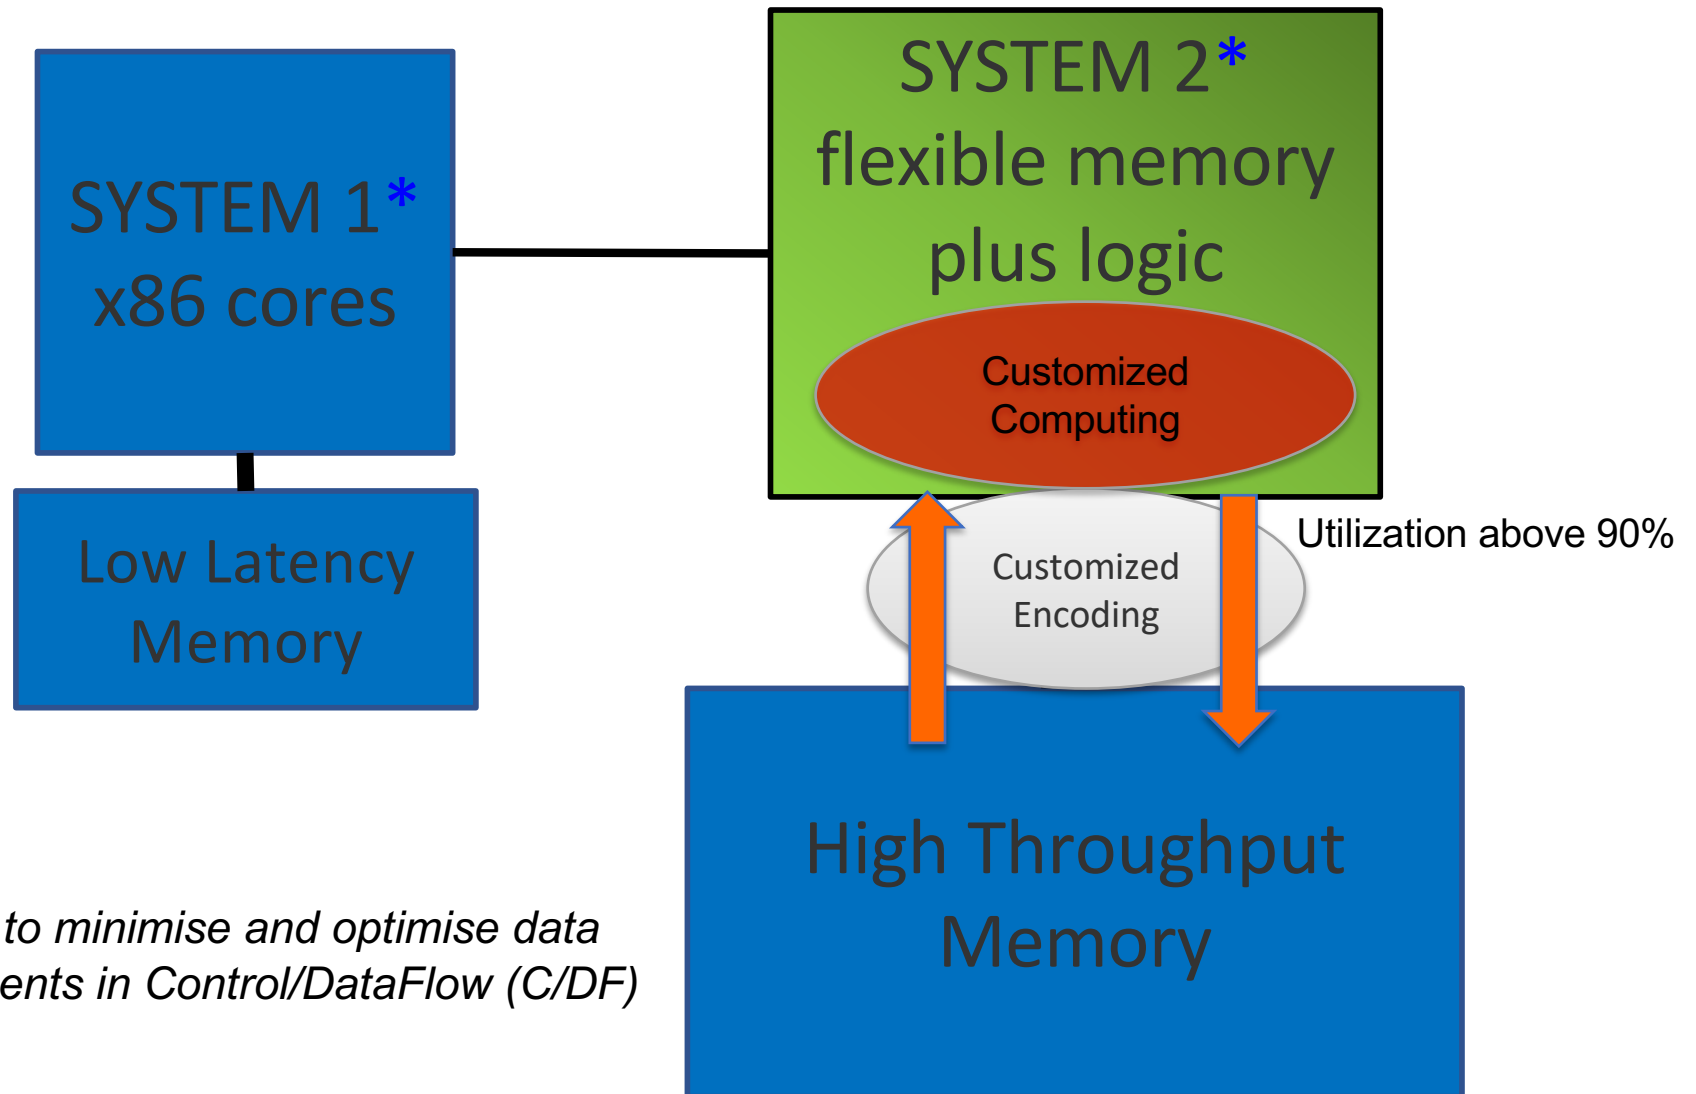 SYSTEM 1*
x86 cores
Low Latency
Memory
SYSTEM 2*
flexible memory
plus logic
Customized
Computing
Utilization above 90%
Customized
Encoding
High Throughput
Memory
to minimise and optimise data
ents in Control/DataFlow (C/DF)